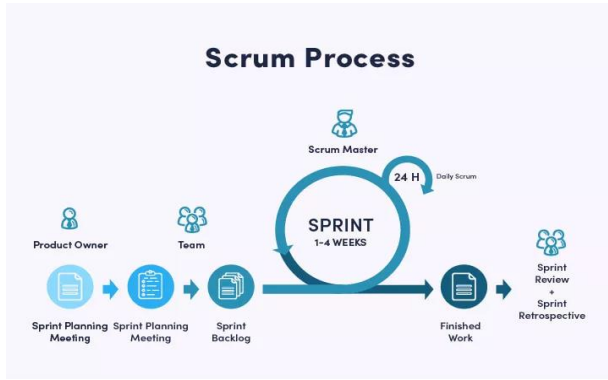 Scrum Process
Scrum Master
24 H
Daily Scrum
SPRINT
1-4 WEEKS
Product Owner
Team
Sprint Planning
Meeting
Sprint Planning
Meeting
Sprint
Backlog
Finished
Work
Sprint
Review
+
Sprint
Retrospective